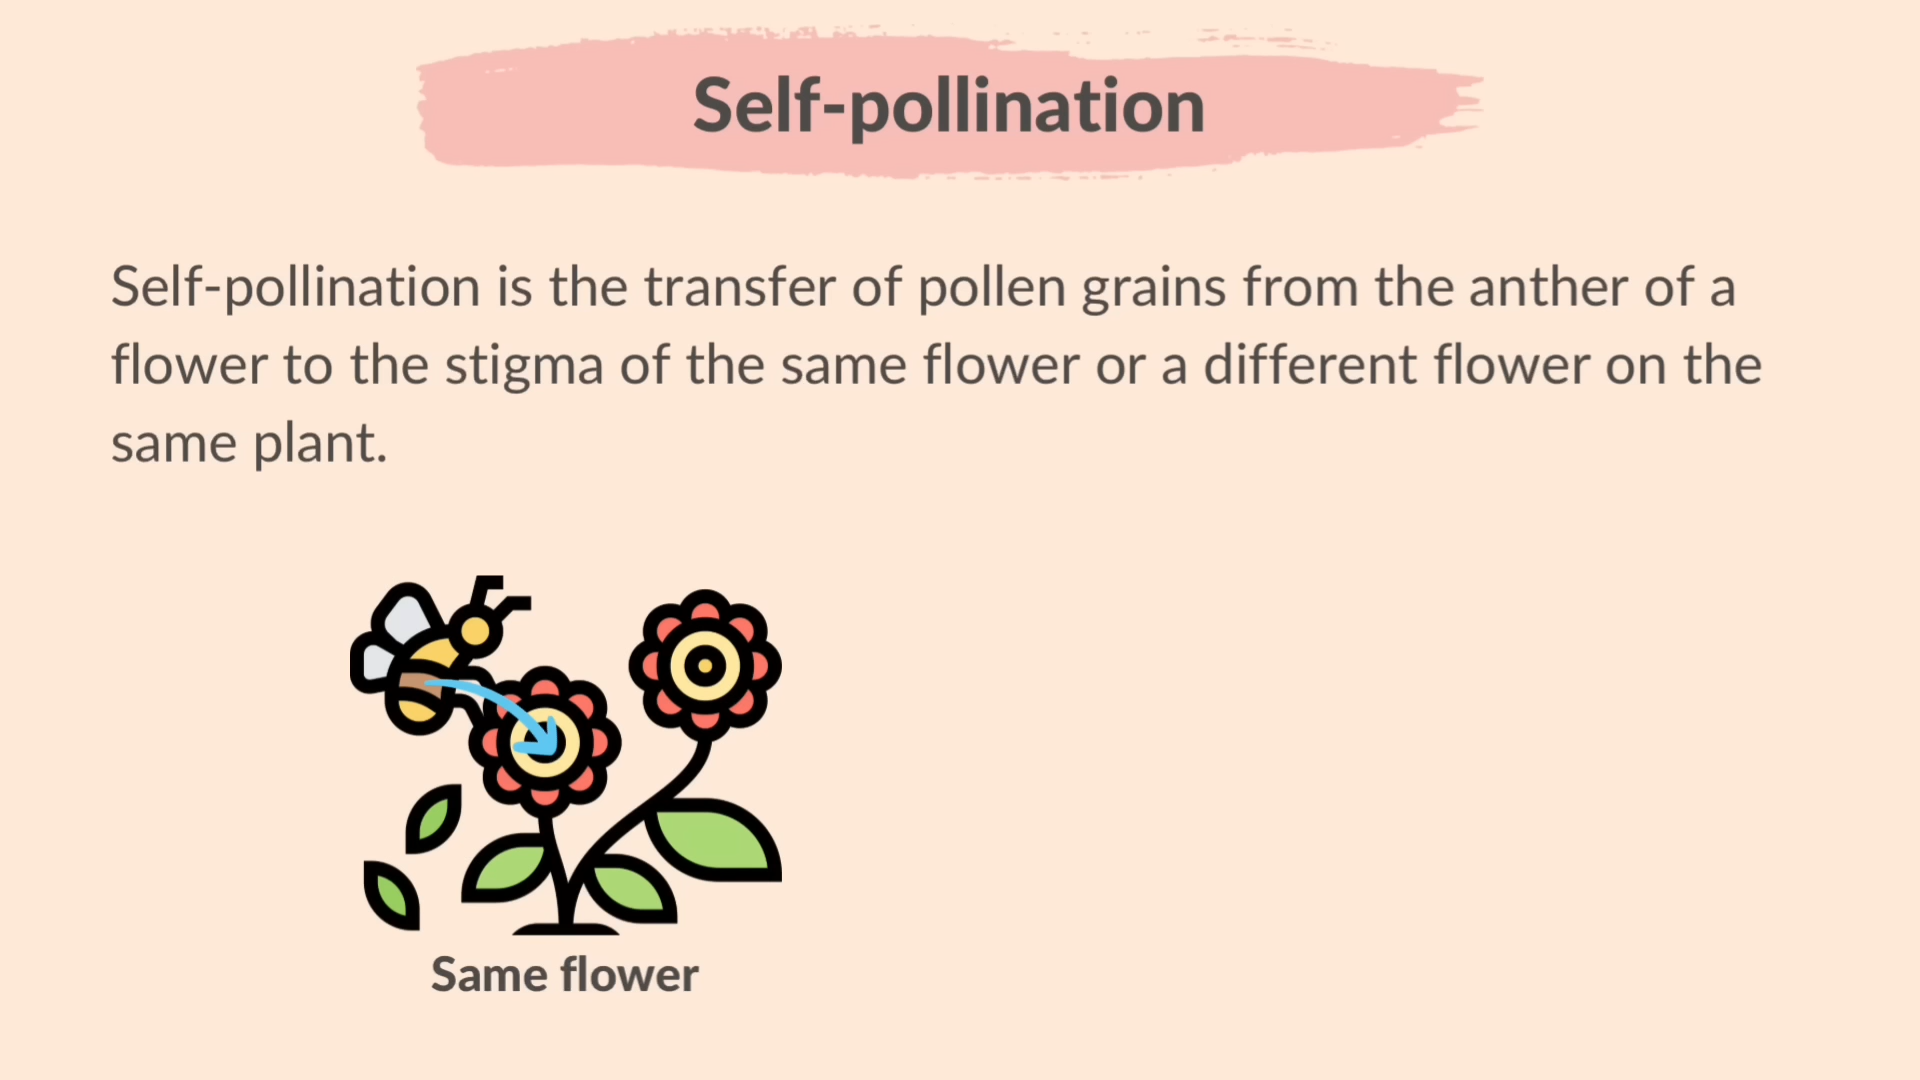 Self-pollination
Self-pollination is the transfer of pollen grains from the anther of a
flower to the stigma of the same flower or a different flower on the
same plant.
Same flower